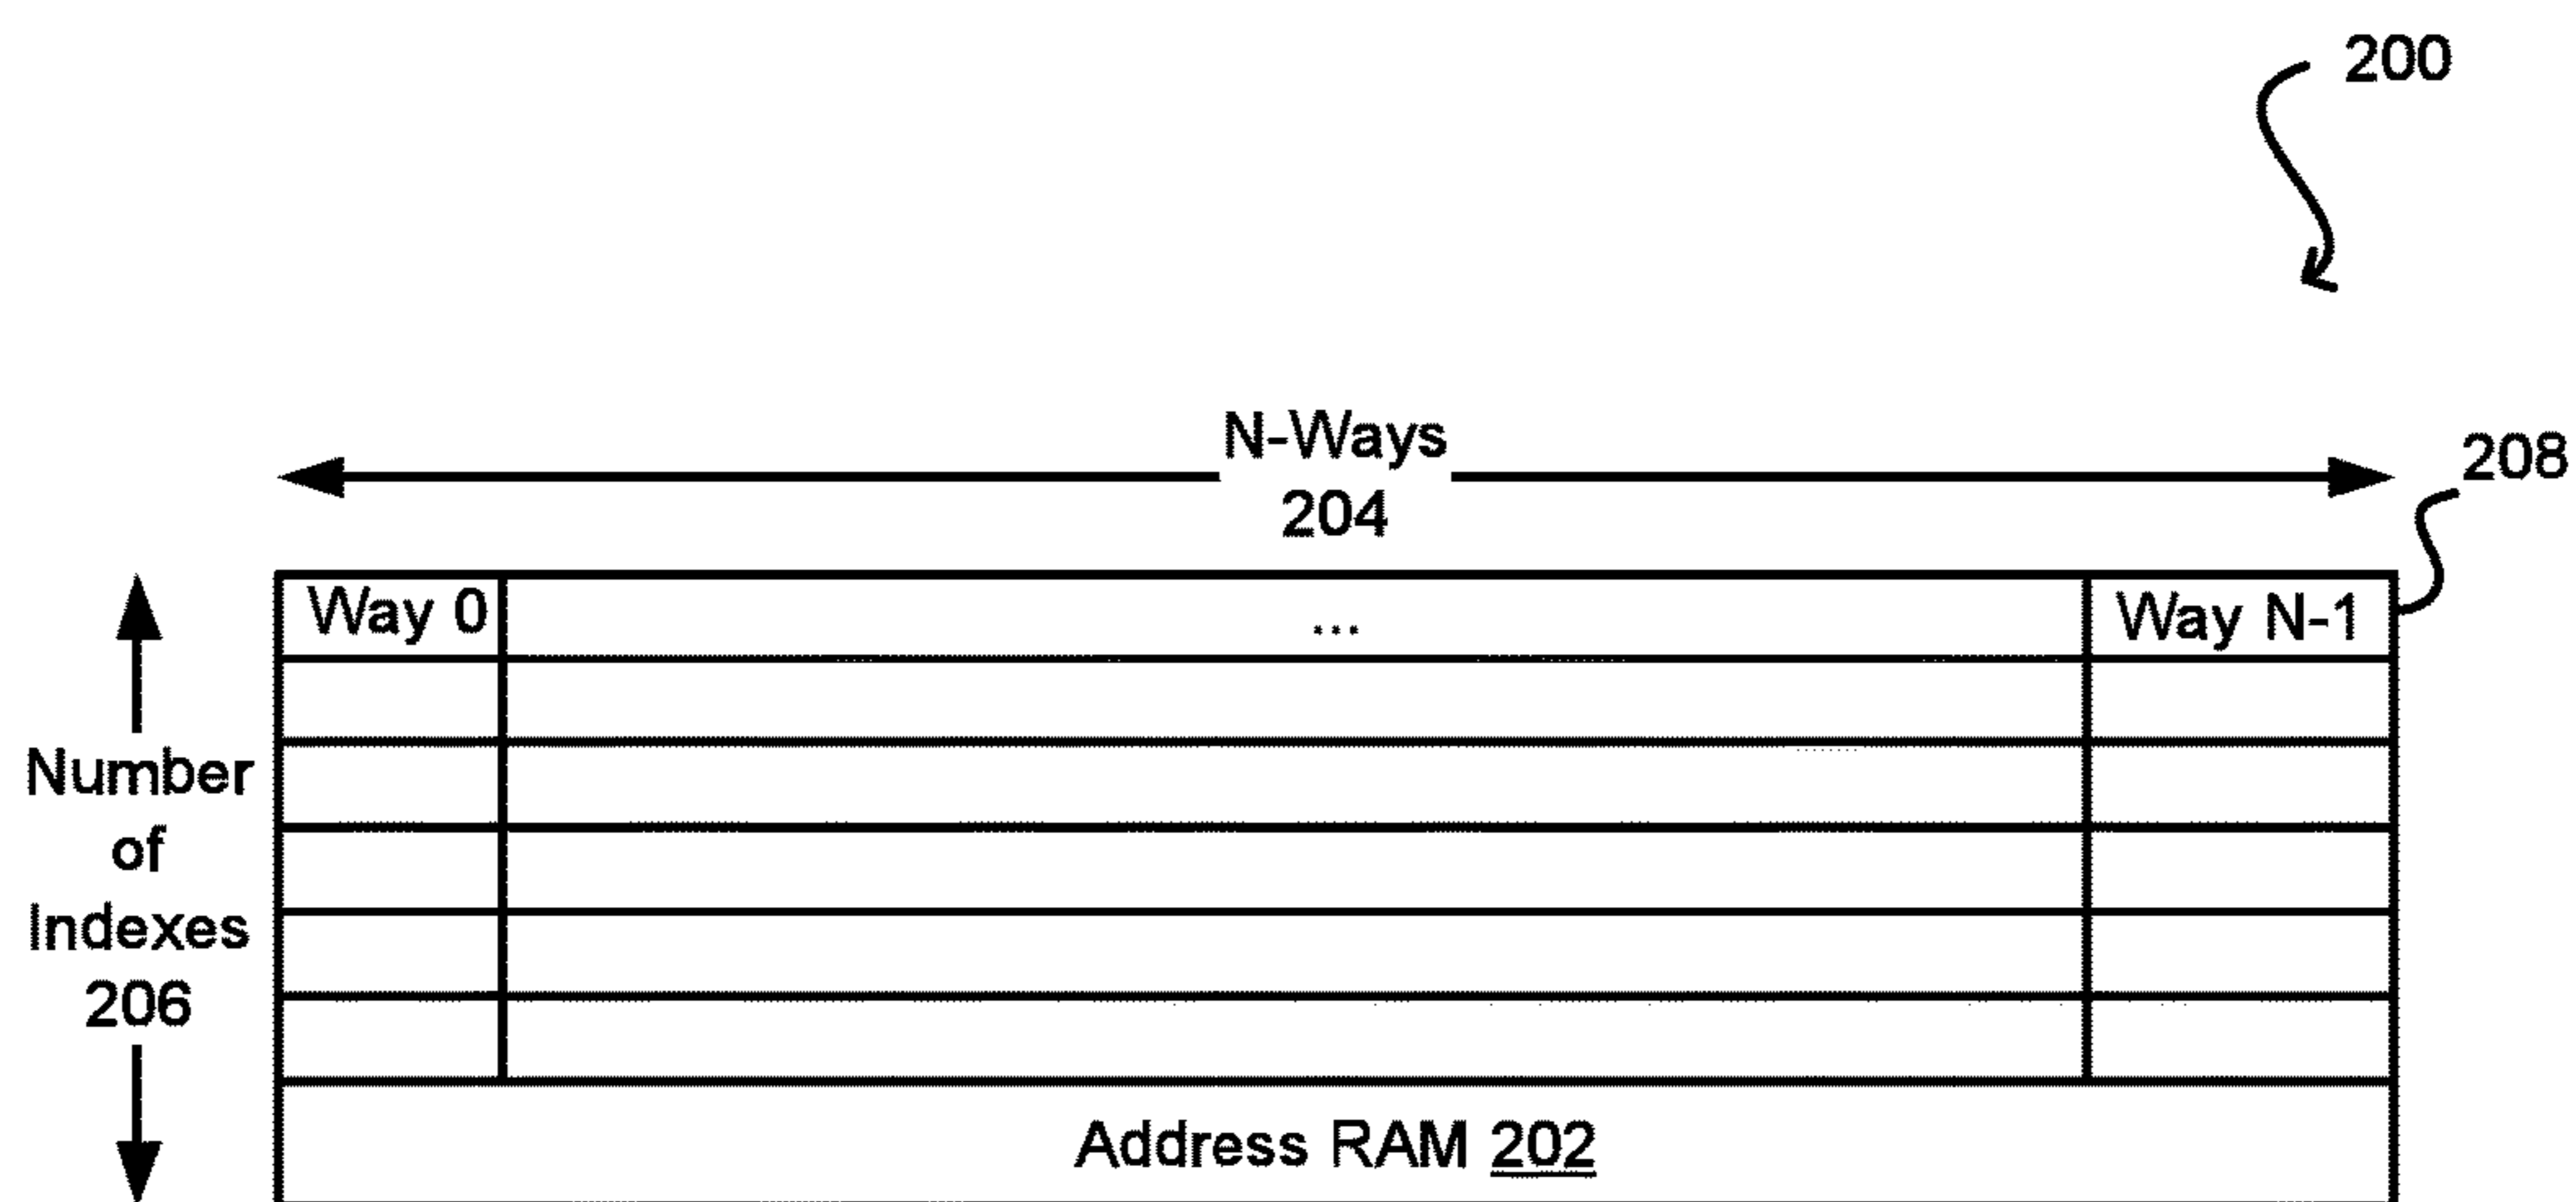 200
N-Ways
204
208
Way 0
...
Way N-1
Number
of
Indexes
206
Address RAM 202